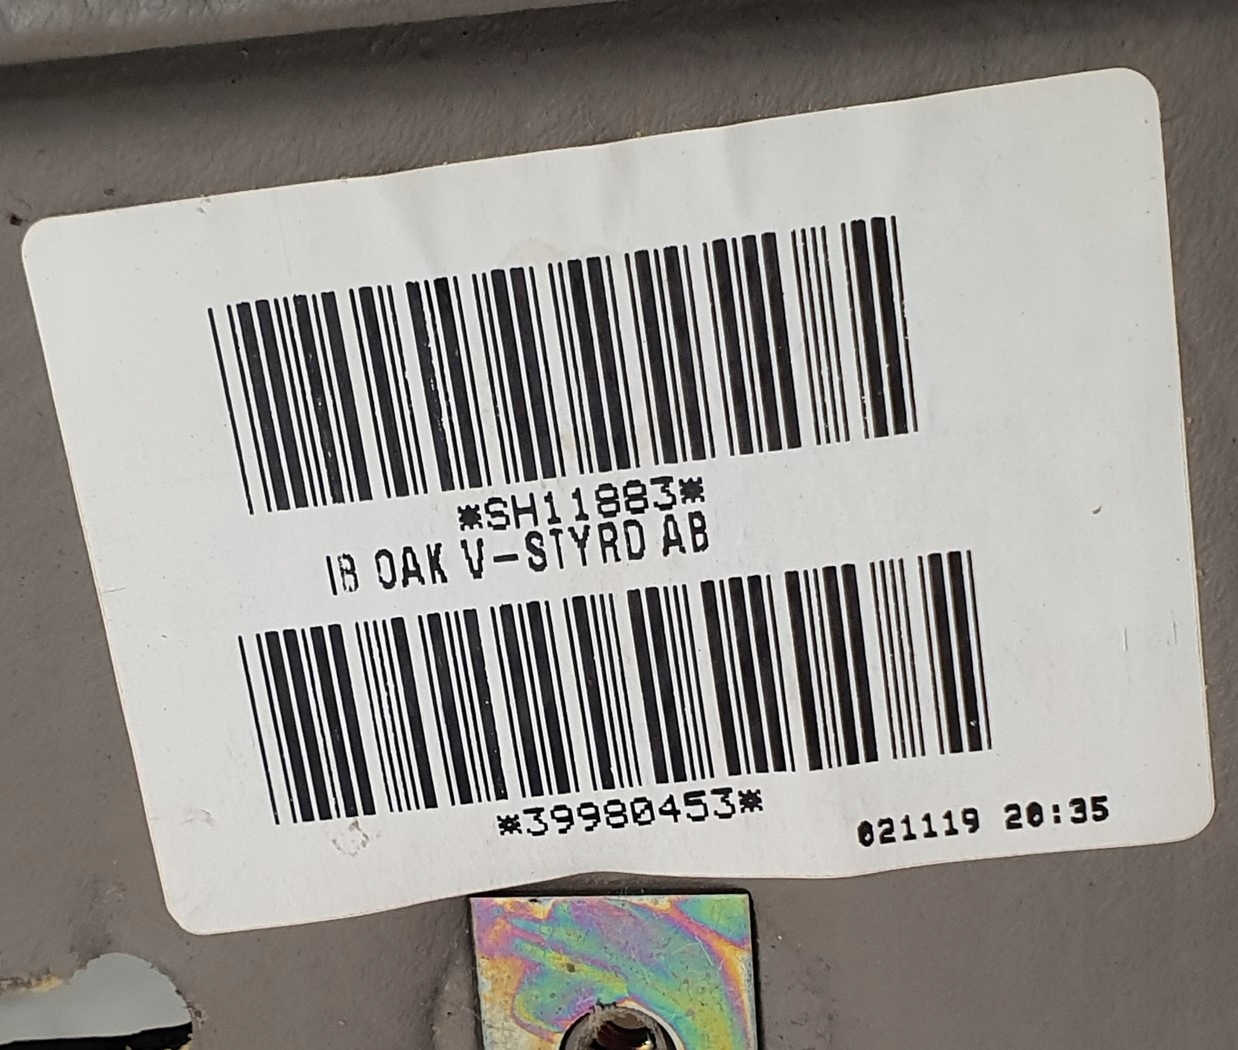 *SH11883*
IB OAK V-STYRD AB
*39980453*
021119 20:35